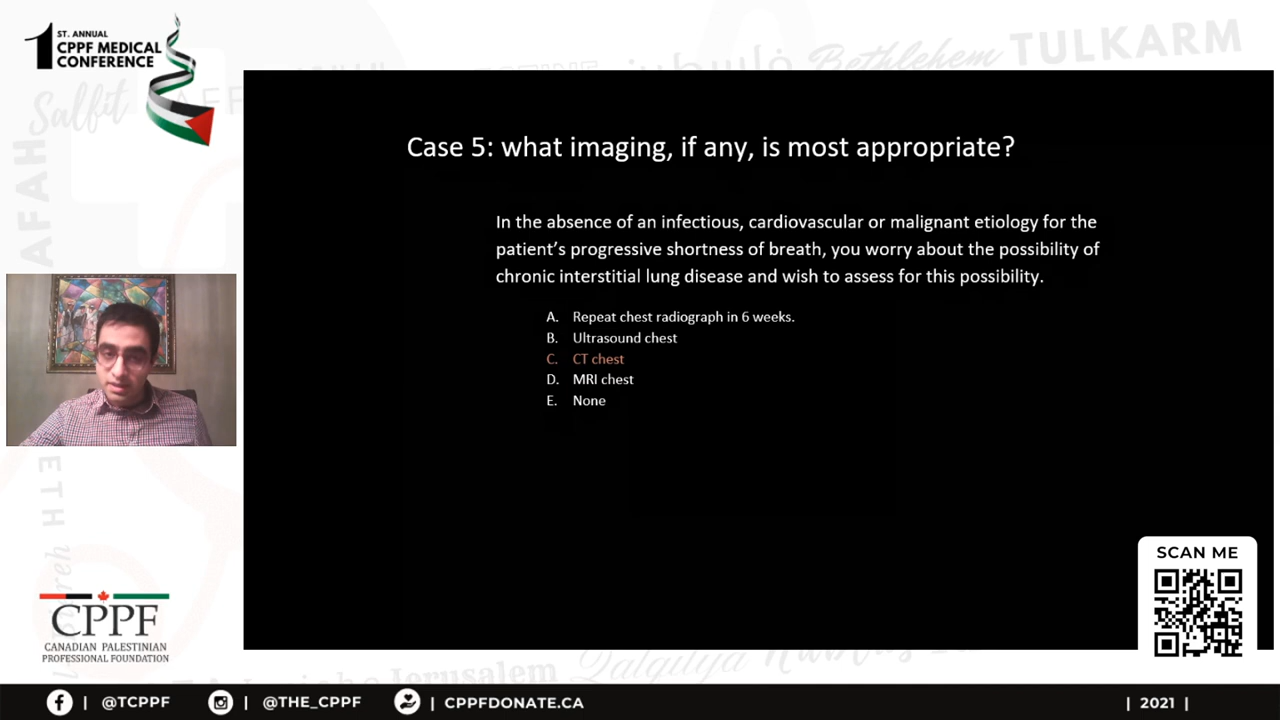 1 ST. ANNUAL
CPPF MEDICAL
CONFERENCE
Bethlehem TULKARM
Salfit
AFAH
Case 5: what imaging, if any, is most appropriate?
In the absence of an infectious, cardiovascular or malignant etiology for the
patient's progressive shortness of breath, you worry about the possibility of
chronic interstitial lung disease and wish to assess for this possibility.
A. Repeat chest radiograph in 6 weeks.
B. Ultrasound chest
C. CT chest
D. MRI chest
E. None
SCAN ME
CPPF
CANADIAN PALESTINIAN
PROFESSIONAL FOUNDATION
Jerusalem Qalqilya
| @TCPPF | @THE_CPPF | CPPFDONATE.CA | 2021 |